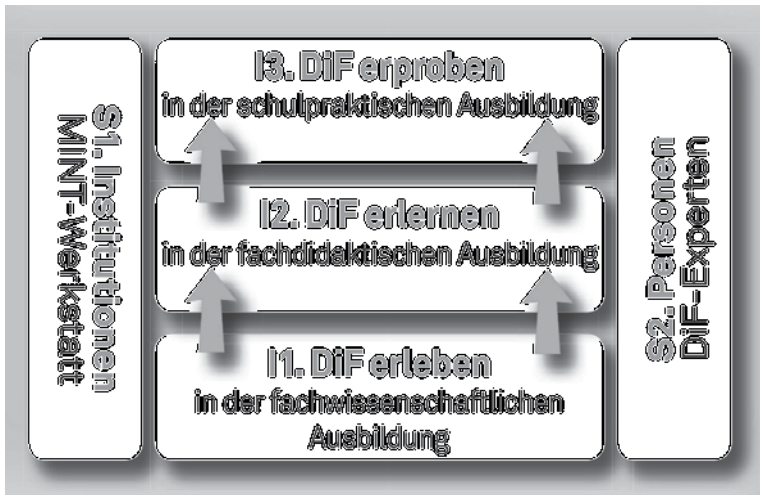 S1. Institutionen
MINT-Werkstatt
I3. DiF erproben
in der schulpraktischen Ausbildung
I2. DiF erlernen
in der fachdidaktischen Ausbildung
I1. DiF erleben
in der fachwissenschaftlichen
Ausbildung
S2. Personen
DiF-Experten